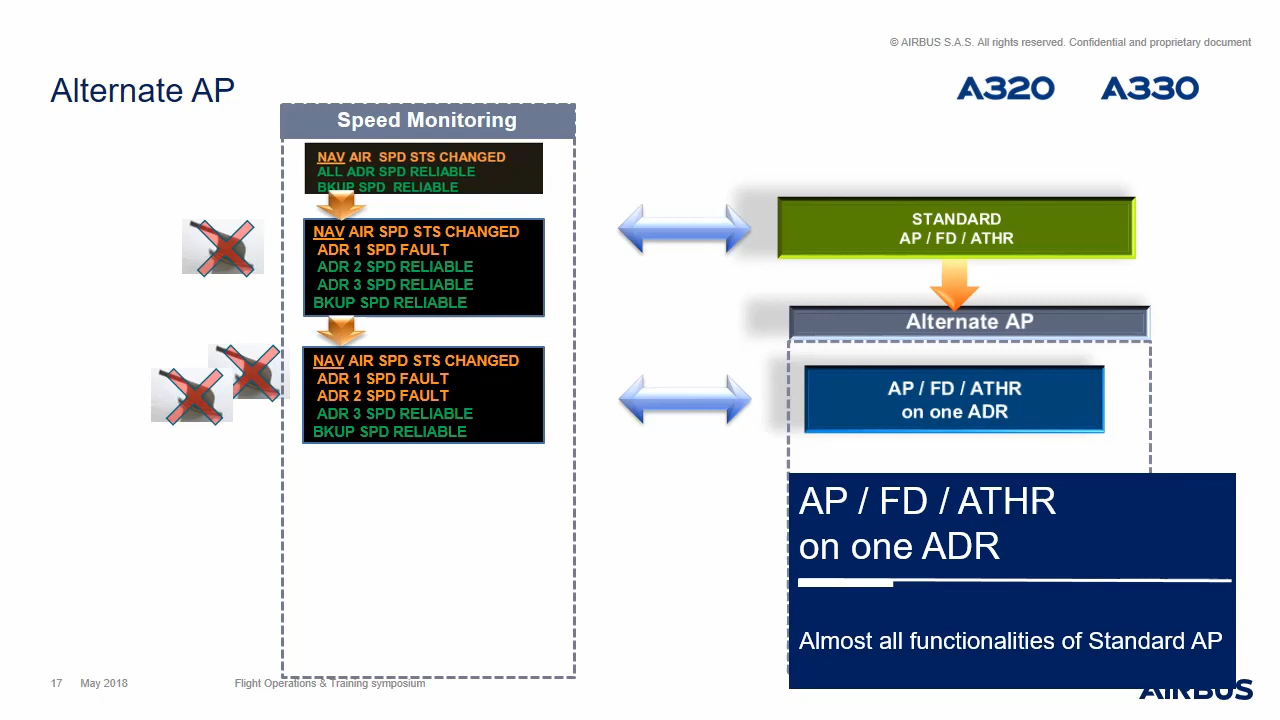 © AIRBUS S.A.S. All rights reserved. Confidential and proprietary document
Alternate AP
A320 A330
Speed Monitoring
NAV AIR SPD STS CHANGED
ALL ADR SPD RELIABLE
BKUP SPD RELIABLE
NAV AIR SPD STS CHANGED
ADR 1 SPD FAULT
ADR 2 SPD RELIABLE
ADR 3 SPD RELIABLE
BKUP SPD RELIABLE
NAV AIR SPD STS CHANGED
ADR 1 SPD FAULT
ADR 2 SPD FAULT
ADR 3 SPD RELIABLE
BKUP SPD RELIABLE
STANDARD
AP / FD / ATHR
Alternate AP
AP / FD / ATHR
on one ADR
AP / FD / ATHR
on one ADR
Almost all functionalities of Standard AP
17 May 2018 Flight Operations & Training symposium
AIRBUS